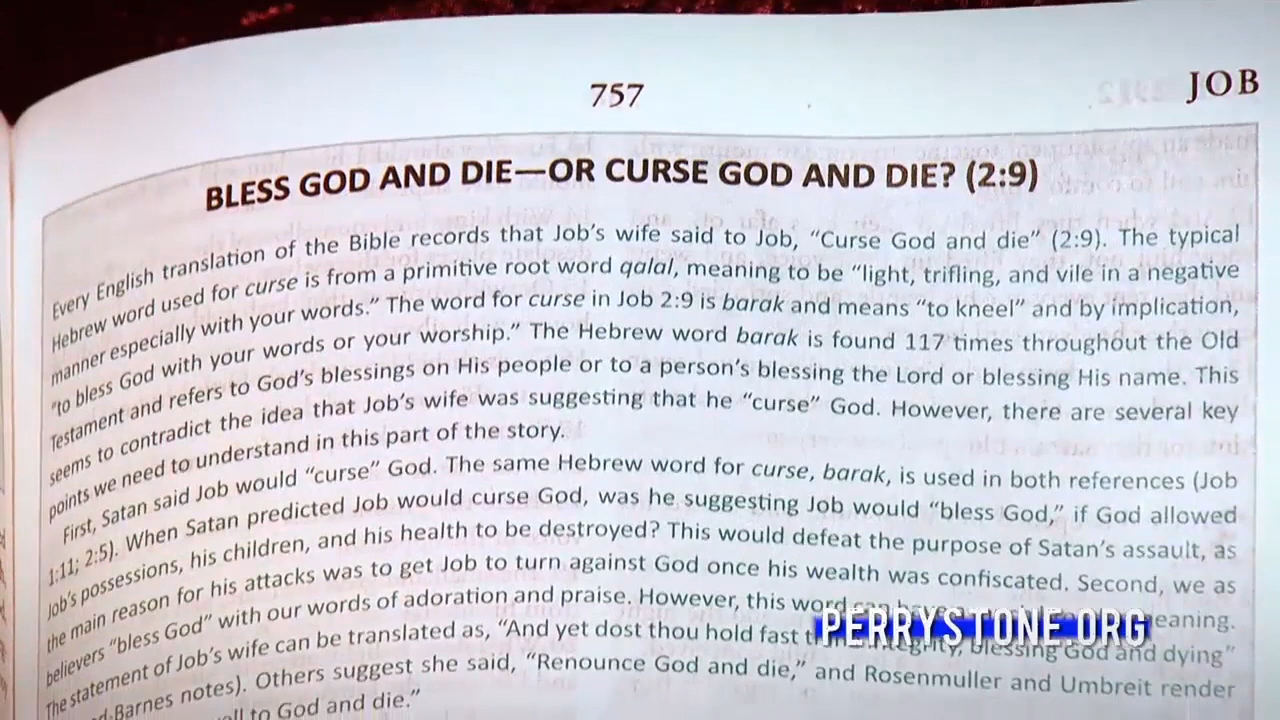 757
JOB
BLESS GOD AND DIE—OR CURSE GOD AND DIE? (2:9)
Every English translation of the Bible records that Job's wife said to Job, “Curse God and die” (2:9). The typical
Hebrew word used for curse is from a primitive root word qalal, meaning to be “light, trifling, and vile in a negative
manner especially with your words.” The word for curse in Job 2:9 is barak and means “to kneel” and by implication,
“to bless God with your words or your worship.” The Hebrew word barak is found 117 times throughout the Old
Testament and refers to God's blessings on His people or to a person's blessing the Lord or blessing His name. This
seems to contradict the idea that Job's wife was suggesting that he “curse” God. However, there are several key
points we need to understand in this part of the story.
First, Satan said Job would “curse” God. The same Hebrew word for curse, barak, is used in both references (Job
1:11; 2:5). When Satan predicted Job would curse God, was he suggesting Job would “bless God,” if God allowed
Job's possessions, his children, and his health to be destroyed? This would defeat the purpose of Satan's assault, as
the main reason for his attacks was to get Job to turn against God once his wealth was confiscated. Second, we as
believers “bless God” with our words of adoration and praise. However, this word
The statement of Job's wife can be translated as, “And yet dost thou hold fast integrity, blessing God and dying”
Barnes notes). Others suggest she said, “Renounce God and die,” and Rosenmuller and Umbreit render
to God and die.”
PERRYSTONE.ORG